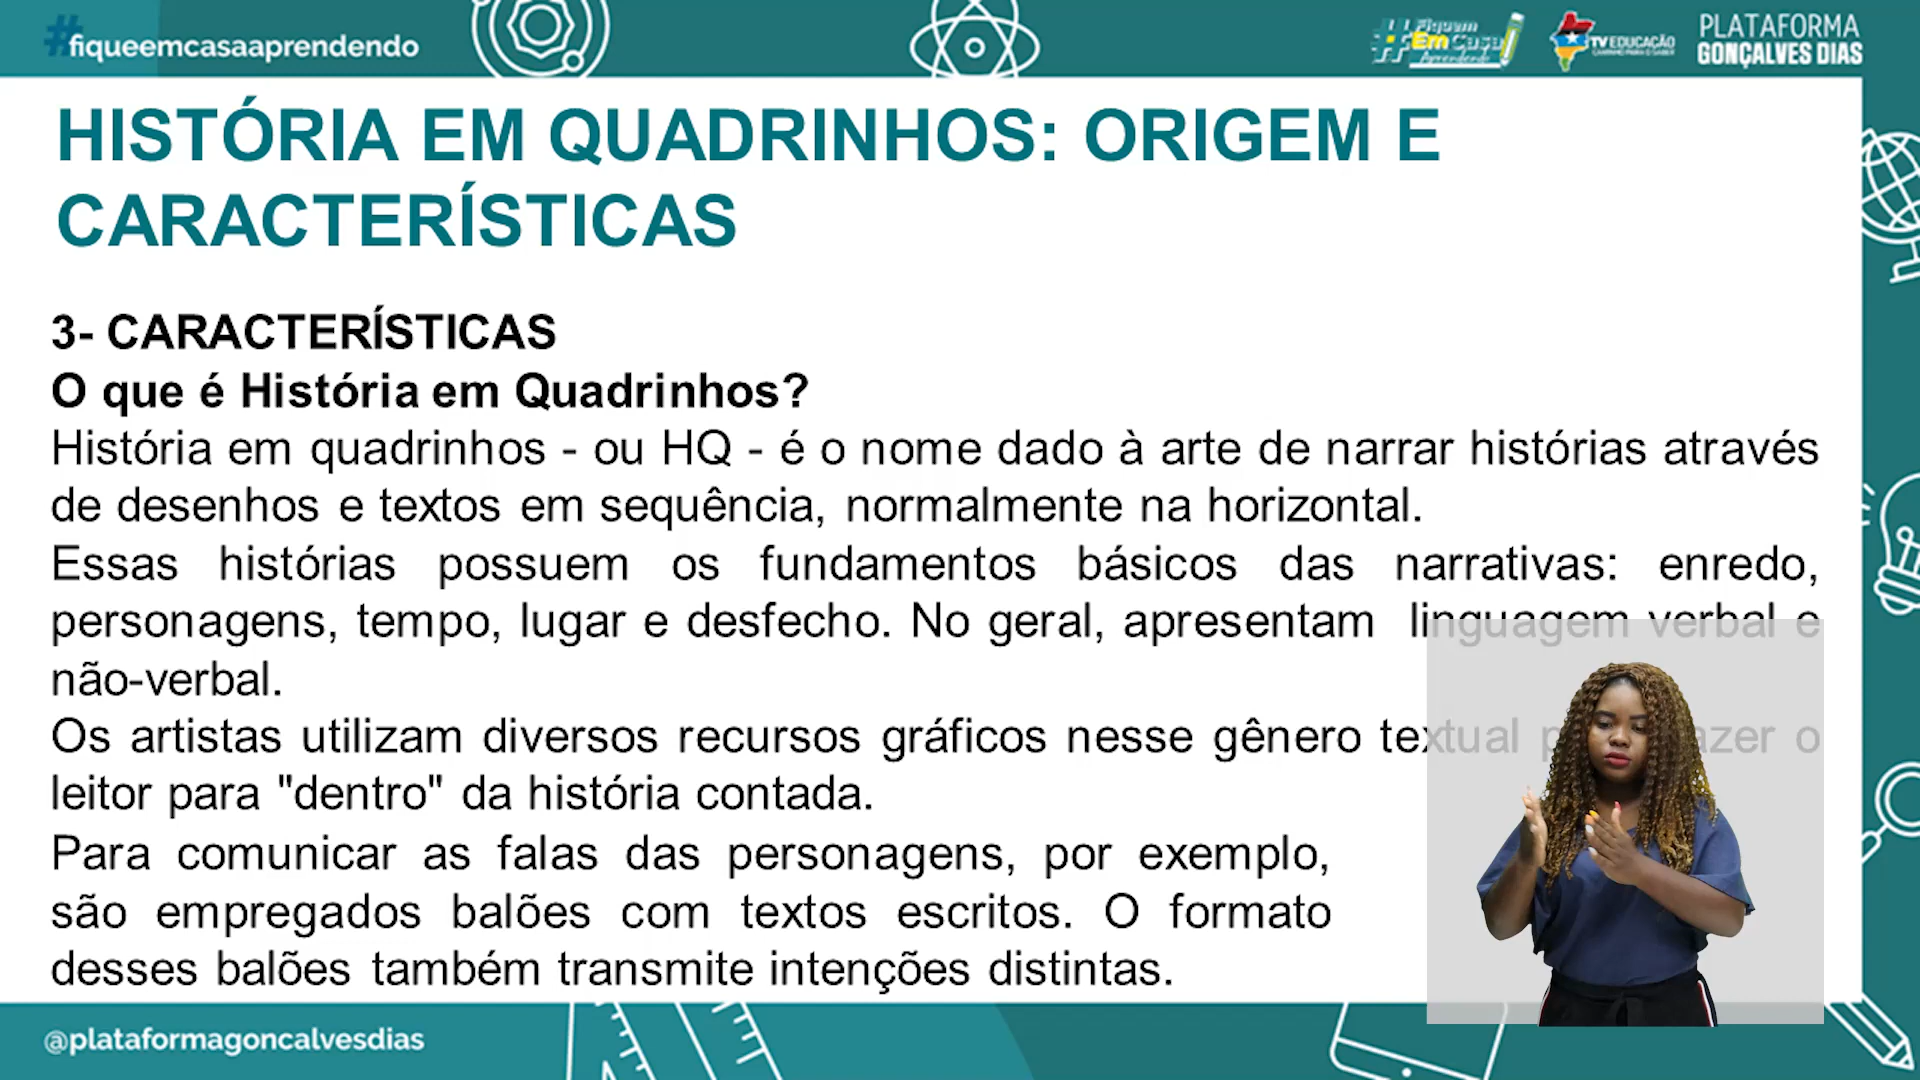 #fiqueemcasaaprendendo
#Fiquem
Em Casa
Aprendendo
TV EDUCAÇÃO
PLATAFORMA
GONÇALVES DIAS
HISTÓRIA EM QUADRINHOS: ORIGEM E
CARACTERÍSTICAS
3- CARACTERÍSTICAS
O que é História em Quadrinhos?
História em quadrinhos - ou HQ - é o nome dado à arte de narrar histórias através
de desenhos e textos em sequência, normalmente na horizontal.
Essas histórias possuem os fundamentos básicos das narrativas: enredo,
personagens, tempo, lugar e desfecho. No geral, apresentam linguagem verbal e
não-verbal.
Os artistas utilizam diversos recursos gráficos nesse gênero textual o
leitor para "dentro" da história contada.
Para comunicar as falas das personagens, por exemplo,
são empregados balões com textos escritos. O formato
desses balões também transmite intenções distintas.
@plataformagoncalvesdias